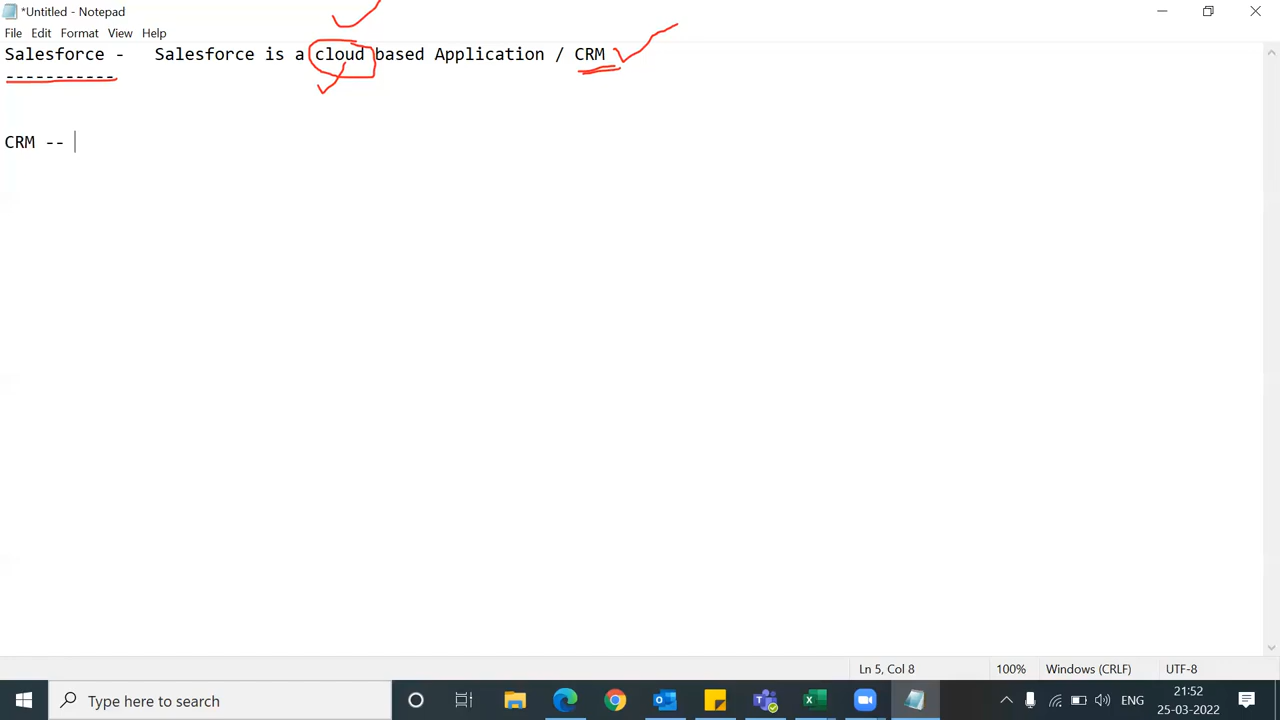 *Untitled - Notepad
File Edit Format View Help
Salesforce -   Salesforce is a cloud based Application / CRM
-----------
CRM --
Ln 5, Col 8 100% Windows (CRLF) UTF-8
Type here to search
ENG
21:52
25-03-2022